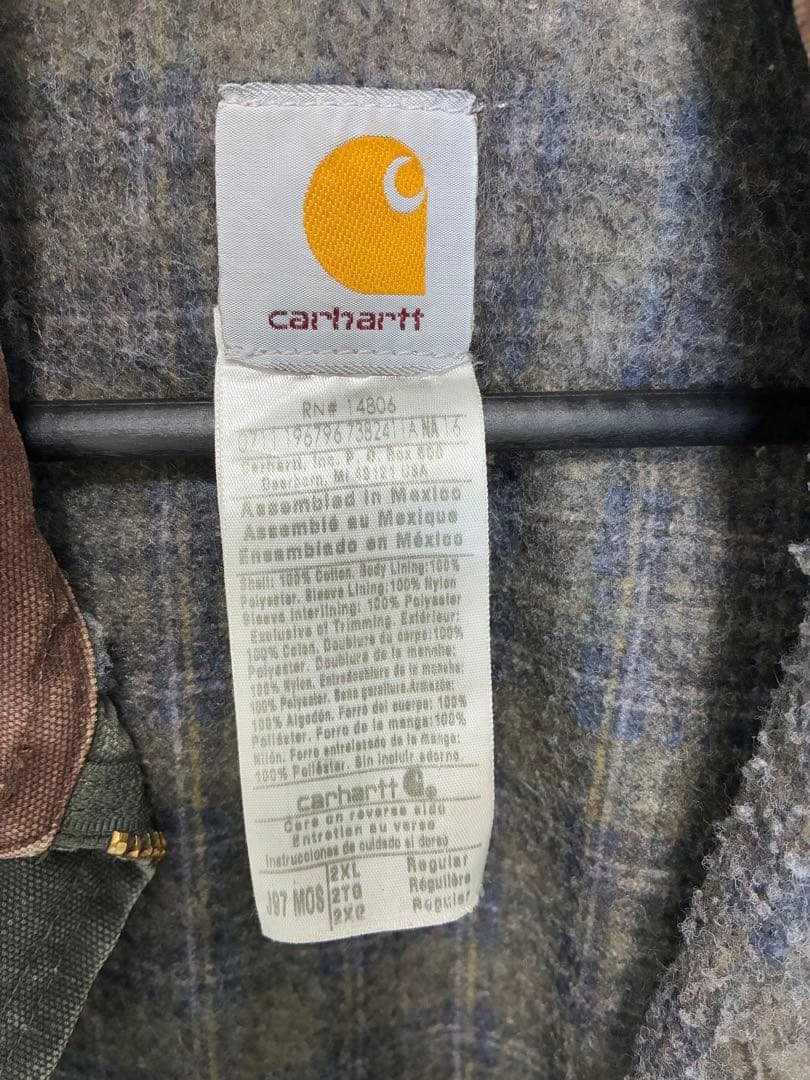 carhartt
RN# 14806
0711 196796 7382411A NA 16
Carhartt, Inc. P. O. Box 600
Dearborn, MI 48121 USA
Assembled in Mexico
Assemblé au Mexique
Ensamblado en México
Shell: 100% Cotton. Body Lining:100%
Polyester. Sleeve Lining:100% Nylon
Sleeve Interlining: 100% Polyester
Exclusive of Trimming. Extérieur:
100% Coton. Doublure du corps:100%
Polyester. Doublure de la manche:
100% Nylon. Entredoublure de la manche:
100% Polyester. Sans garniture. Armazón:
100% Algodón. Forro del cuerpo: 100%
Poliéster. Forro de la manga:100%
Nilón. Forro entretelado de la manga:
100% Poliéster. Sin incluir adorno.
carhartt
Care on reverse side
Entretien au verso
Instrucciones de cuidado al dorso
J97 MOS
2XL Regular
2TG Régulière
2XG Regular